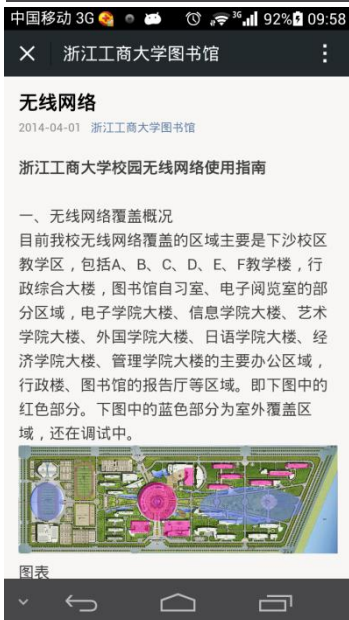 中国移动 3G 36 92% 09:58
浙江工商大学图书馆
无线网络
2014-04-01 浙江工商大学图书馆
浙江工商大学校园无线网络使用指南
一、无线网络覆盖概况
目前我校无线网络覆盖的区域主要是下沙校区
教学区，包括A、B、C、D、E、F教学楼，行
政综合大楼，图书馆自习室、电子阅览室的部
分区域，电子学院大楼、信息学院大楼、艺术
学院大楼、外国学院大楼、日语学院大楼、经
济学院大楼、管理学院大楼的主要办公区域，
行政楼、图书馆的报告厅等区域。即下图中的
红色部分。下图中的蓝色部分为室外覆盖区
域，还在调试中。
图表